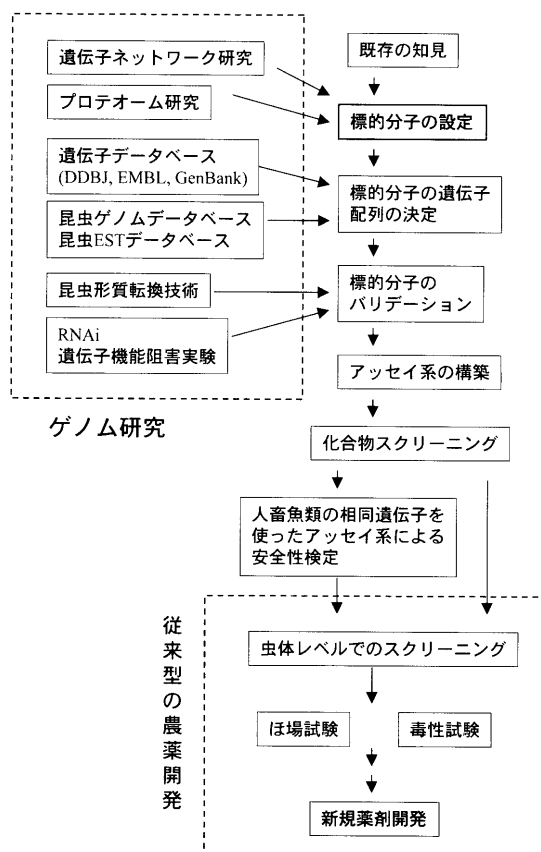 遺伝子ネットワーク研究
プロテオーム研究
遺伝子データベース
(DDBJ, EMBL, GenBank)
昆虫ゲノムデータベース
昆虫ESTデータベース
昆虫形質転換技術
RNAi
遺伝子機能阻害実験
ゲノム研究
既存の知見
標的分子の設定
標的分子の遺伝子
配列の決定
標的分子の
バリデーション
アッセイ系の構築
化合物スクリーニング
人畜魚類の相同遺伝子を
使ったアッセイ系による
安全性検定
従来型の農薬開発
虫体レベルでのスクリーニング
ほ場試験
毒性試験
新規薬剤開発